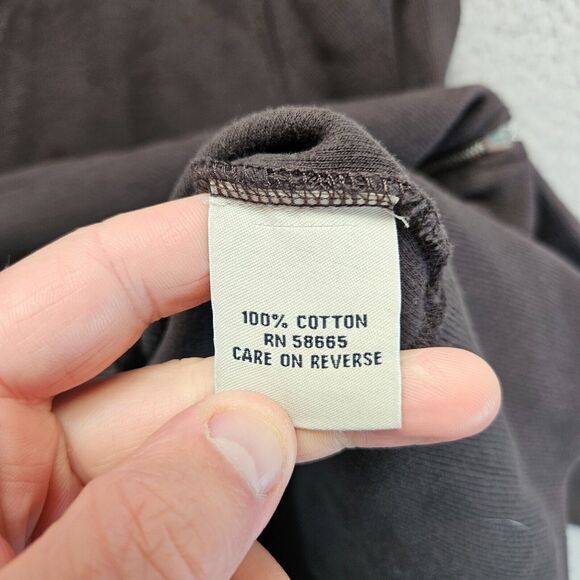 100% COTTON
RN 58665
CARE ON REVERSE